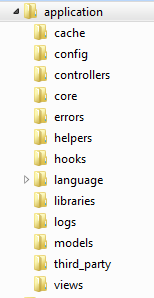 application
cache
config
controllers
core
errors
helpers
hooks
language
libraries
logs
models
third_party
views